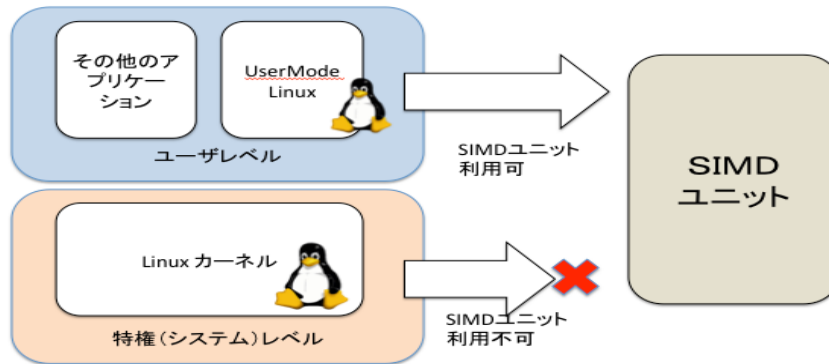 その他のア
プリケー
ション
UserMode
Linux
ユーザレベル
SIMDユニット
利用可
SIMD
ユニット
Linux カーネル
SIMDユニット
利用不可
特権(システム)レベル